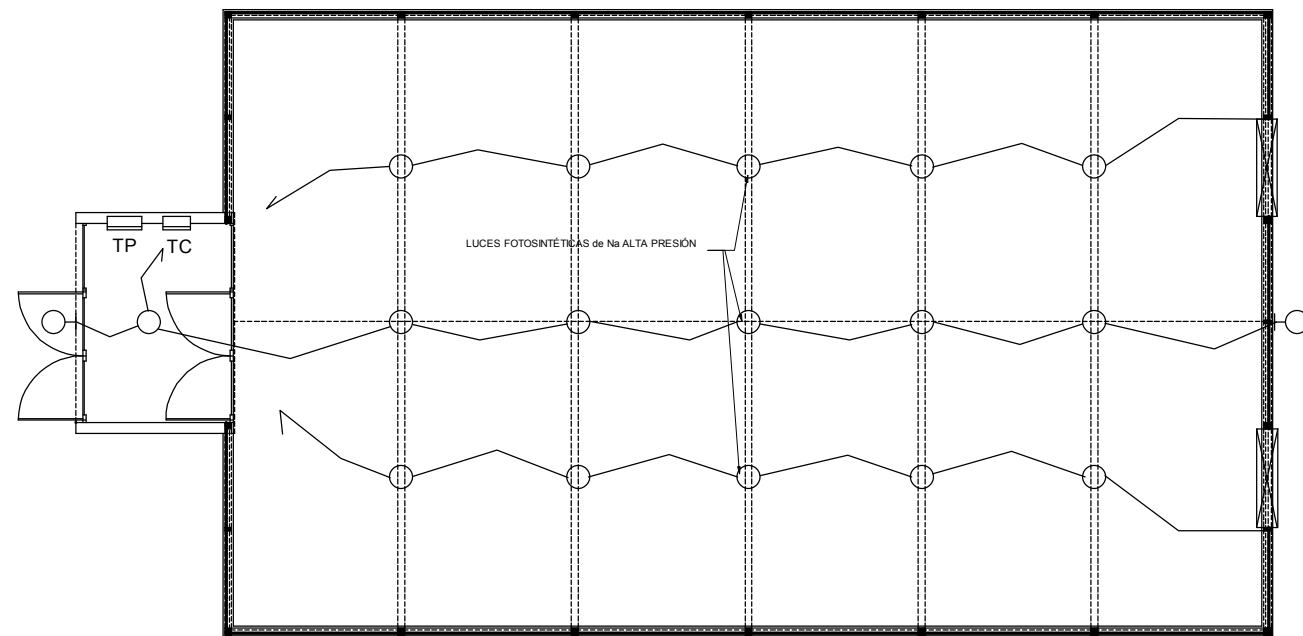 TP TC
LUCES FOTOSINTÉTICAS de Na ALTA PRESIÓN